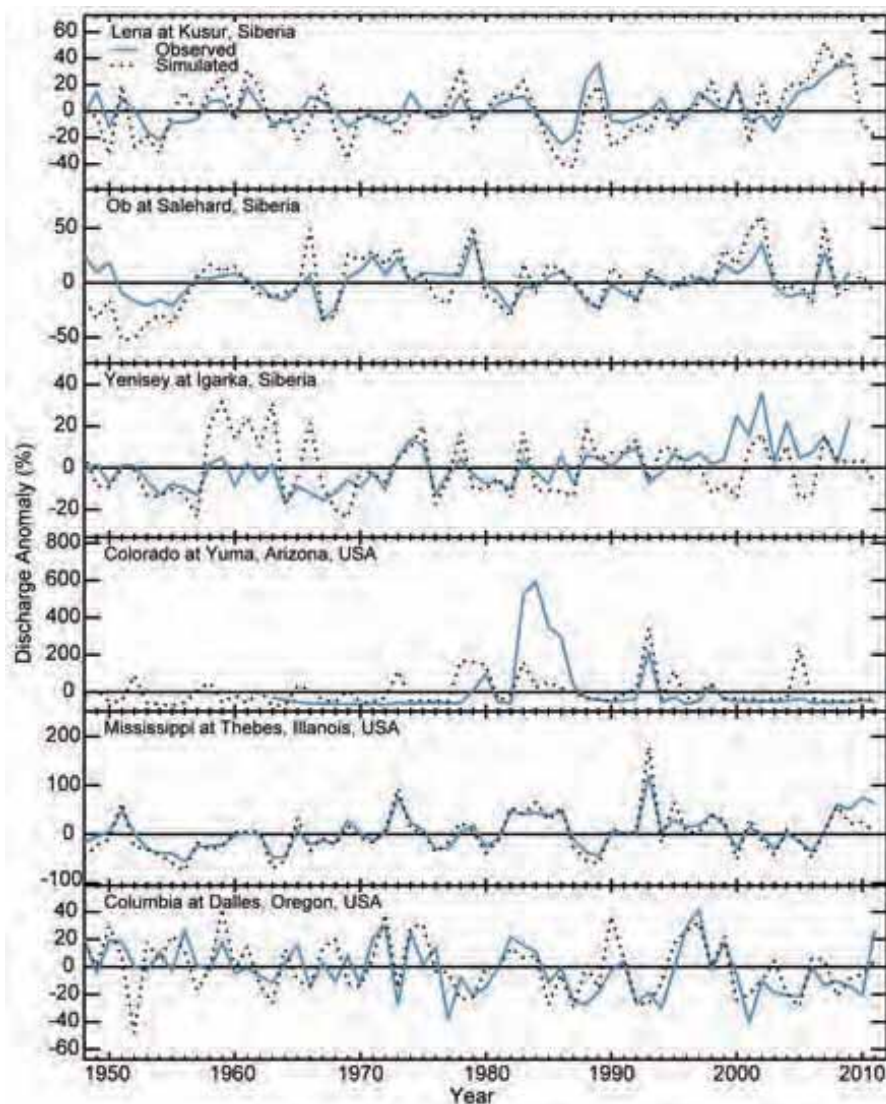 Lena at Kusur, Siberia
Observed
Simulated
60
40
20
0
-20
-40
Ob at Salehard, Siberia
50
0
-50
Yenisey at Igarka, Siberia
40
20
0
-20
Colorado at Yuma, Arizona, USA
800
600
400
200
0
Mississippi at Thebes, Illanois, USA
200
100
0
-100
Columbia at Dalles, Oregon, USA
40
20
0
-20
-40
-60
Discharge Anomaly (%)
1950 1960 1970 1980 1990 2000 2010
Year